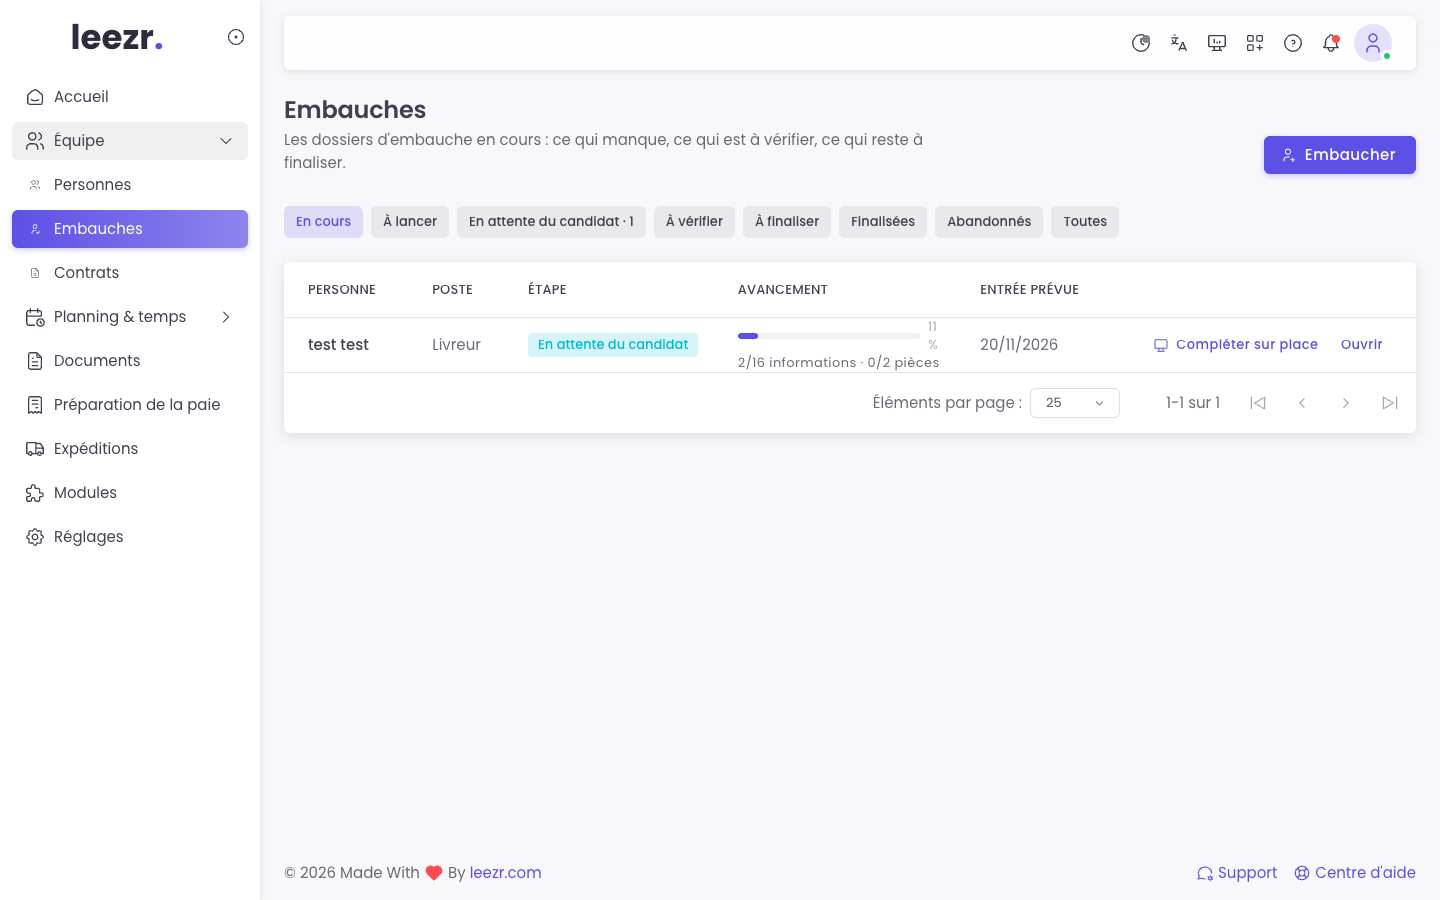 leezr.
Accueil
Équipe
Personnes
Embauches
Contrats
Planning & temps
Documents
Préparation de la paie
Expéditions
Modules
Réglages
Embauches
Les dossiers d'embauche en cours : ce qui manque, ce qui est à vérifier, ce qui reste à
finaliser.
Embaucher
En cours
À lancer
En attente du candidat · 1
À vérifier
À finaliser
Finalisées
Abandonnés
Toutes
PERSONNE POSTE ÉTAPE AVANCEMENT ENTRÉE PRÉVUE
test test Livreur En attente du candidat 11 % 20/11/2026 Compléter sur place Ouvrir
2/16 informations · 0/2 pièces
Éléments par page : 25 1-1 sur 1
© 2026 Made With By leezr.com
Support Centre d'aide